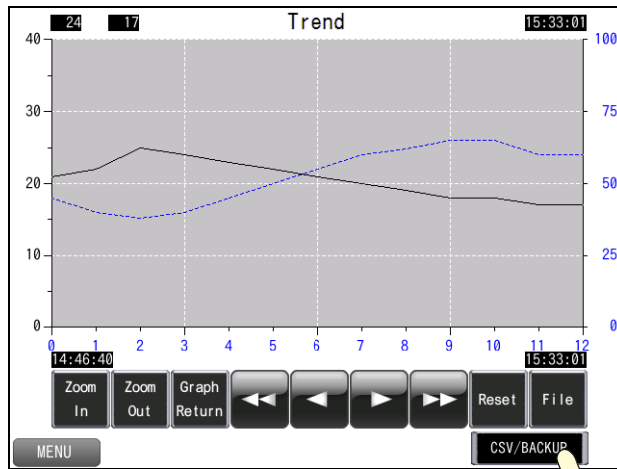 24 17 Trend 15:33:01
40 100
30 75
20 50
10 25
0 0
0 1 2 3 4 5 6 7 8 9 10 11 12
14:46:40 15:33:01
Zoom In Zoom Out Graph Return Reset File
MENU CSV/BACKUP